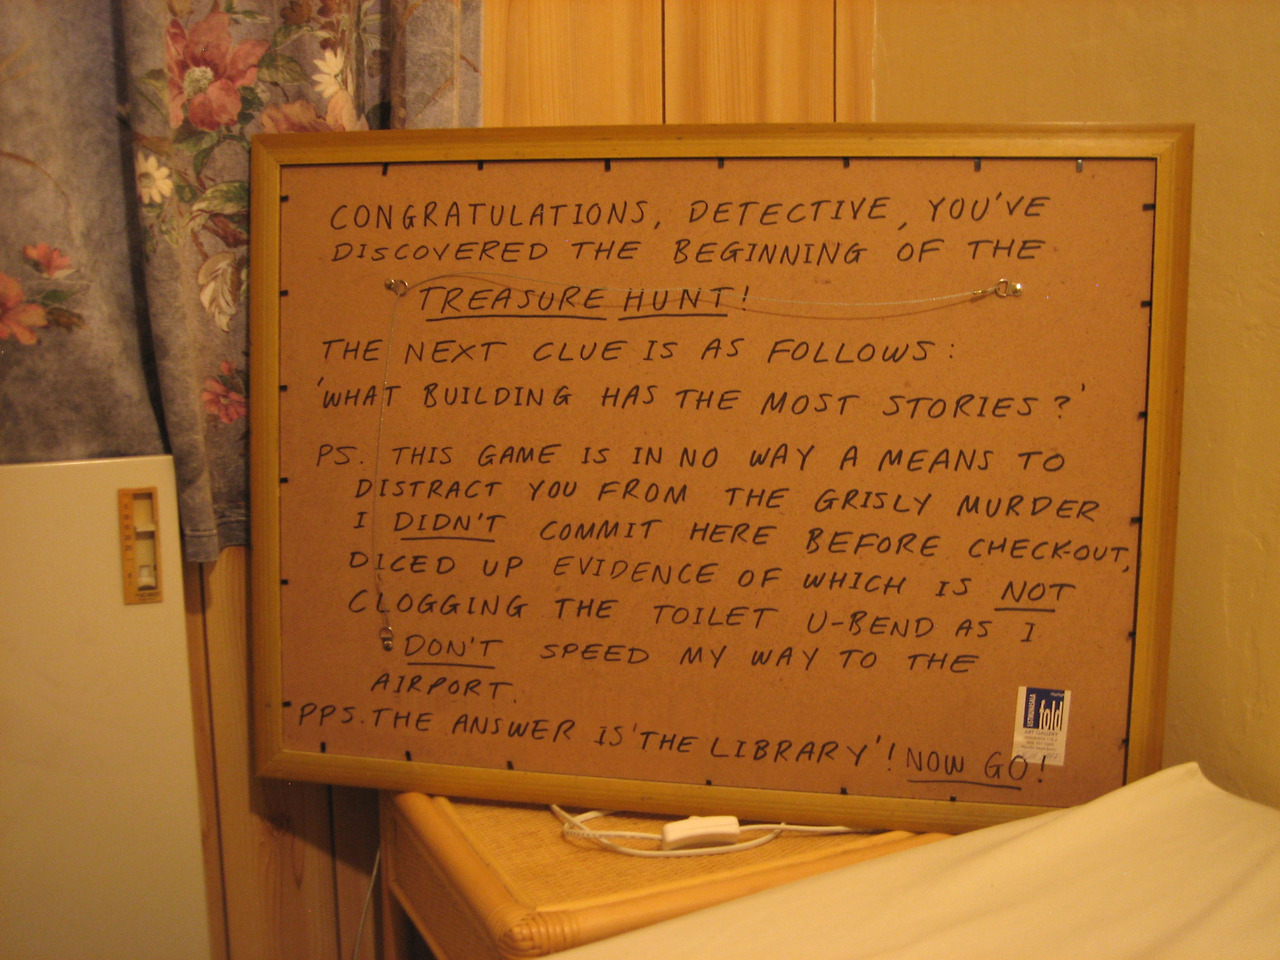 CONGRATULATIONS, DETECTIVE, YOU'VE
DISCOVERED THE BEGINNING OF THE
TREASURE HUNT!
THE NEXT CLUE IS AS FOLLOWS:
'WHAT BUILDING HAS THE MOST STORIES?'
PS. THIS GAME IS IN NO WAY A MEANS TO
DISTRACT YOU FROM THE GRISLY MURDER
I DIDN'T COMMIT HERE BEFORE CHECKOUT,
DICED UP EVIDENCE OF WHICH IS NOT
CLOGGING THE TOILET U-BEND AS I
DON'T SPEED MY WAY TO THE
AIRPORT.
PPS. THE ANSWER IS 'THE LIBRARY'! NOW GO!
fold
ART GALLERY